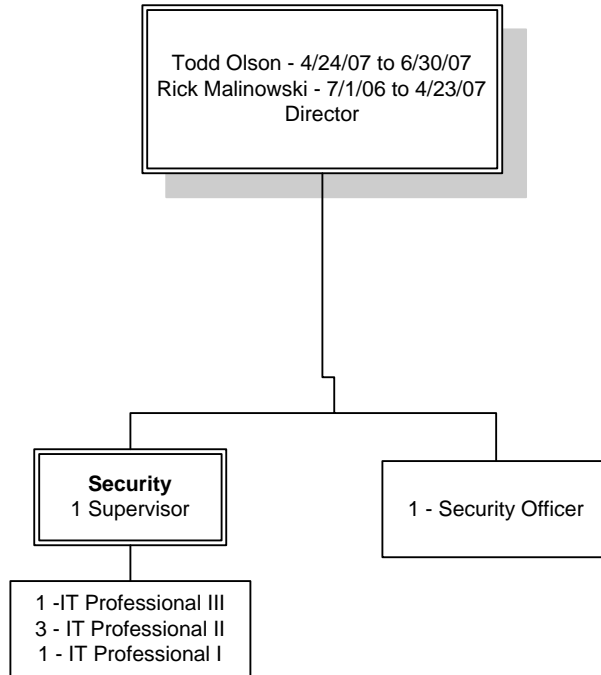 Todd Olson - 4/24/07 to 6/30/07
Rick Malinowski - 7/1/06 to 4/23/07
Director
Security
1 Supervisor
1 - Security Officer
1 -IT Professional III
3 - IT Professional II
1 - IT Professional I